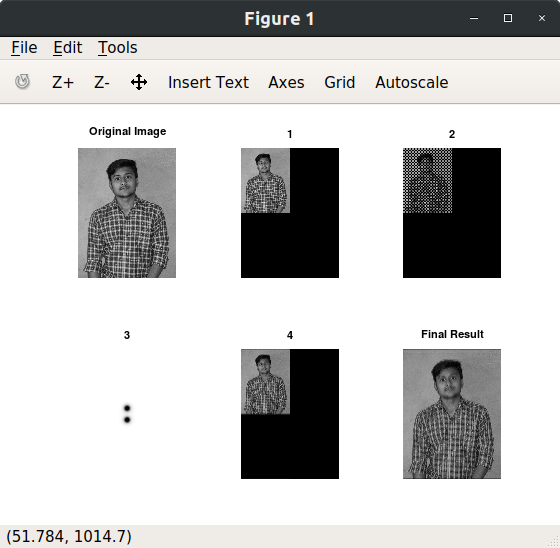 Figure 1
File Edit Tools
Z+ Z- Insert Text Axes Grid Autoscale
Original Image 1 2
3 4 Final Result
(51.784, 1014.7)